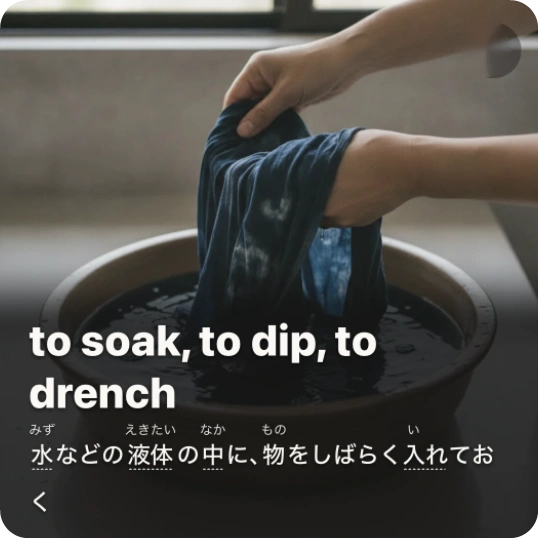 to soak, to dip, to
drench
みず えきたい なか もの い
水などの液体の中に、物をしばらく入れてお
く